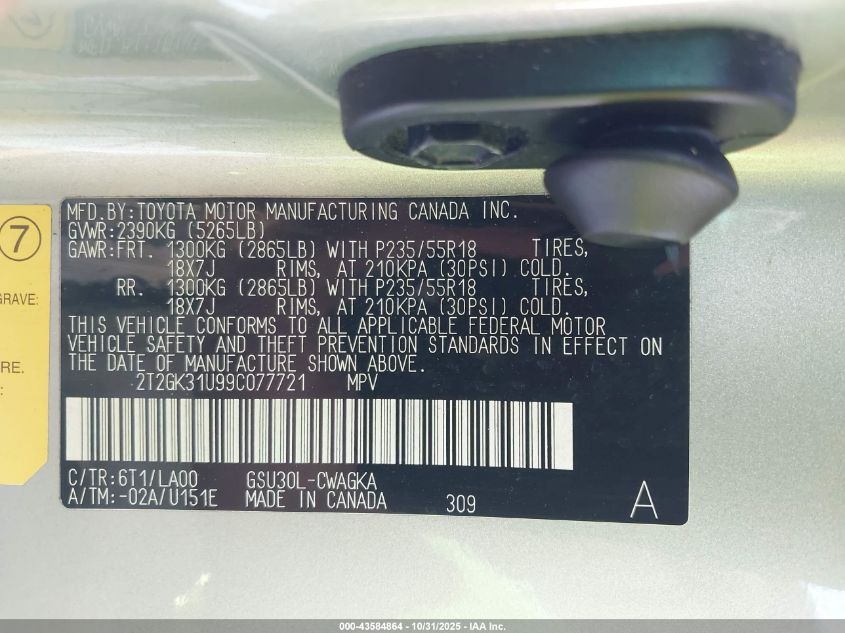 7
GRAVE:
RE.
:
MFD.BY:TOYOTA MOTOR MANUFACTURING CANADA INC.
GVWR:2390KG (5265LB)
GAWR:FRT. 1300KG (2865LB) WITH P235/55R18 TIRES,
18X7J RIMS, AT 210KPA (30PSI) COLD.
RR. 1300KG (2865LB) WITH P235/55R18 TIRES,
18X7J RIMS, AT 210KPA (30PSI) COLD.
THIS VEHICLE CONFORMS TO ALL APPLICABLE FEDERAL MOTOR
VEHICLE SAFETY AND THEFT PREVENTION STANDARDS IN EFFECT ON
THE DATE OF MANUFACTURE SHOWN ABOVE.
2T2GK31U99C077721 MPV
C/TR:6T1/LA00 GSU30L-CWAGKA
A/TM:-02A/U151E MADE IN CANADA 309 A
000-43584864 - 10/31/2025 - IAA Inc.